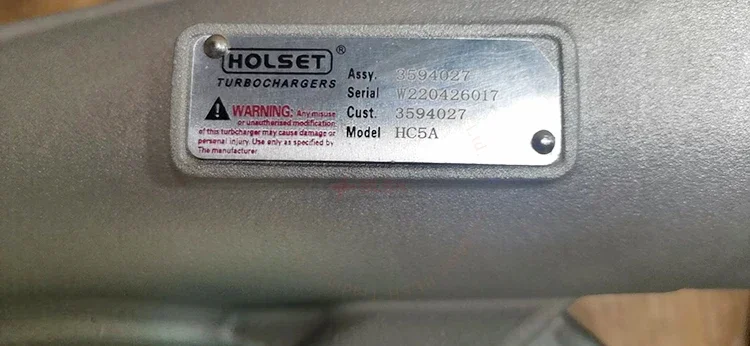 HOLSET ®
TURBOCHARGERS
WARNING: Any misuse
or unauthorised modification
of this turbocharger may cause damage or
personal injury. Use only as specified by
The manufacturer.
Assy. 3594027
Serial W220426017
Cust. 3594027
Model HC5A